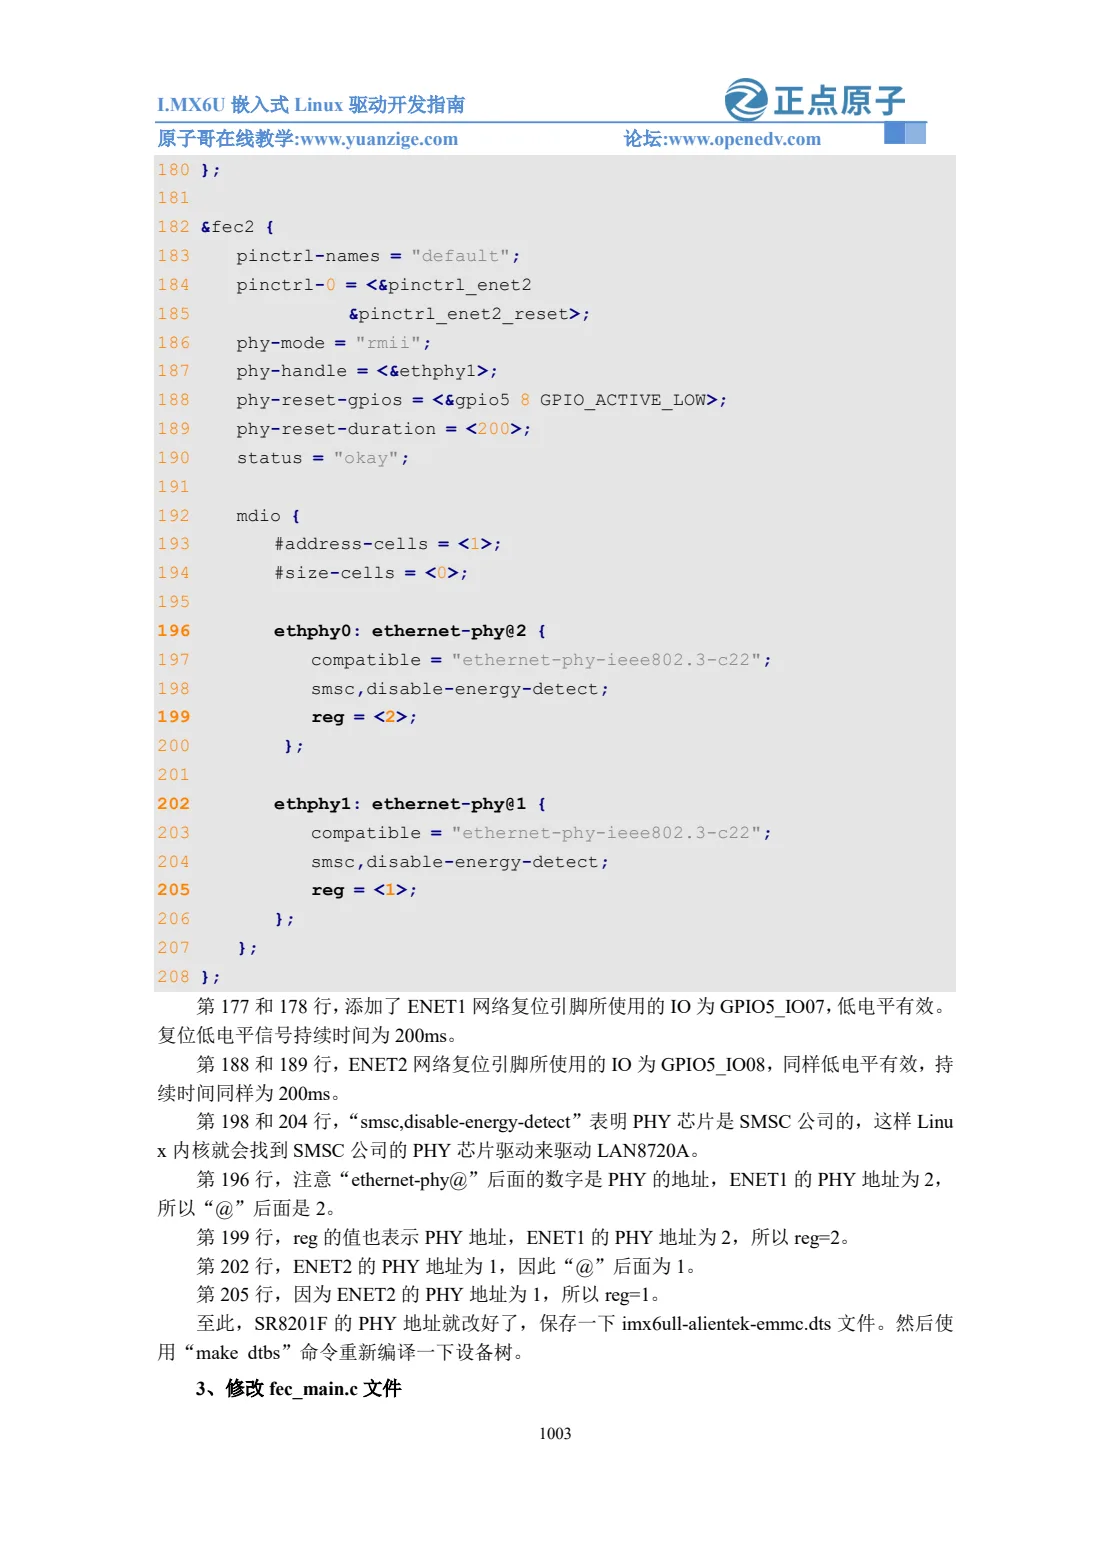 I.MX6U 嵌入式 Linux 驱动开发指南
正点原子
原子哥在线教学:www.yuanzige.com 论坛:www.openedv.com
180 };
181
182 &fec2 {
183 pinctrl-names = "default";
184 pinctrl-0 = <&pinctrl_enet2
185 &pinctrl_enet2_reset>;
186 phy-mode = "rmii";
187 phy-handle = <&ethphy1>;
188 phy-reset-gpios = <&gpio5 8 GPIO_ACTIVE_LOW>;
189 phy-reset-duration = <200>;
190 status = "okay";
191
192 mdio {
193 #address-cells = <1>;
194 #size-cells = <0>;
195
196 ethphy0: ethernet-phy@2 {
197 compatible = "ethernet-phy-ieee802.3-c22";
198 smsc,disable-energy-detect;
199 reg = <2>;
200 };
201
202 ethphy1: ethernet-phy@1 {
203 compatible = "ethernet-phy-ieee802.3-c22";
204 smsc,disable-energy-detect;
205 reg = <1>;
206 };
207 };
208 };
第 177 和 178 行，添加了 ENET1 网络复位引脚所使用的 IO 为 GPIO5_IO07，低电平有效。
复位低电平信号持续时间为 200ms。
第 188 和 189 行，ENET2 网络复位引脚所使用的 IO 为 GPIO5_IO08，同样低电平有效，持
续时间同样为 200ms。
第 198 和 204 行，“smsc,disable-energy-detect”表明 PHY 芯片是 SMSC 公司的，这样 Linu
x 内核就会找到 SMSC 公司的 PHY 芯片驱动来驱动 LAN8720A。
第 196 行，注意“ethernet-phy@”后面的数字是 PHY 的地址，ENET1 的 PHY 地址为 2，
所以“@”后面是 2。
第 199 行，reg 的值也表示 PHY 地址，ENET1 的 PHY 地址为 2，所以 reg=2。
第 202 行，ENET2 的 PHY 地址为 1，因此“@”后面为 1。
第 205 行，因为 ENET2 的 PHY 地址为 1，所以 reg=1。
至此，SR8201F 的 PHY 地址就改好了，保存一下 imx6ull-alientek-emmc.dts 文件。然后使
用“make dtbs”命令重新编译一下设备树。
3、修改 fec_main.c 文件
1003